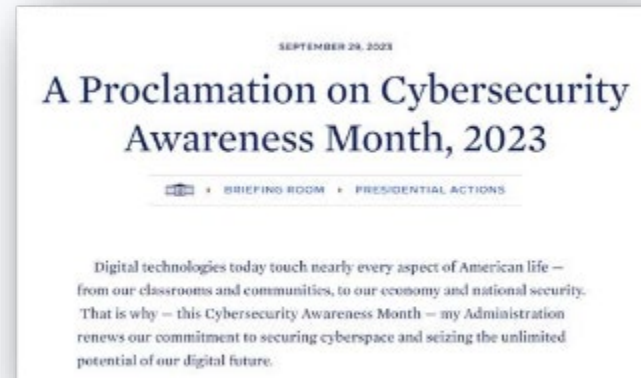 SEPTEMBER 29, 2023
A Proclamation on Cybersecurity
Awareness Month, 2023
BRIEFING ROOM
PRESIDENTIAL ACTIONS
Digital technologies today touch nearly every aspect of American life —
from our classrooms and communities, to our economy and national security.
That is why — this Cybersecurity Awareness Month — my Administration
renews our commitment to securing cyberspace and seizing the unlimited
potential of our digital future.